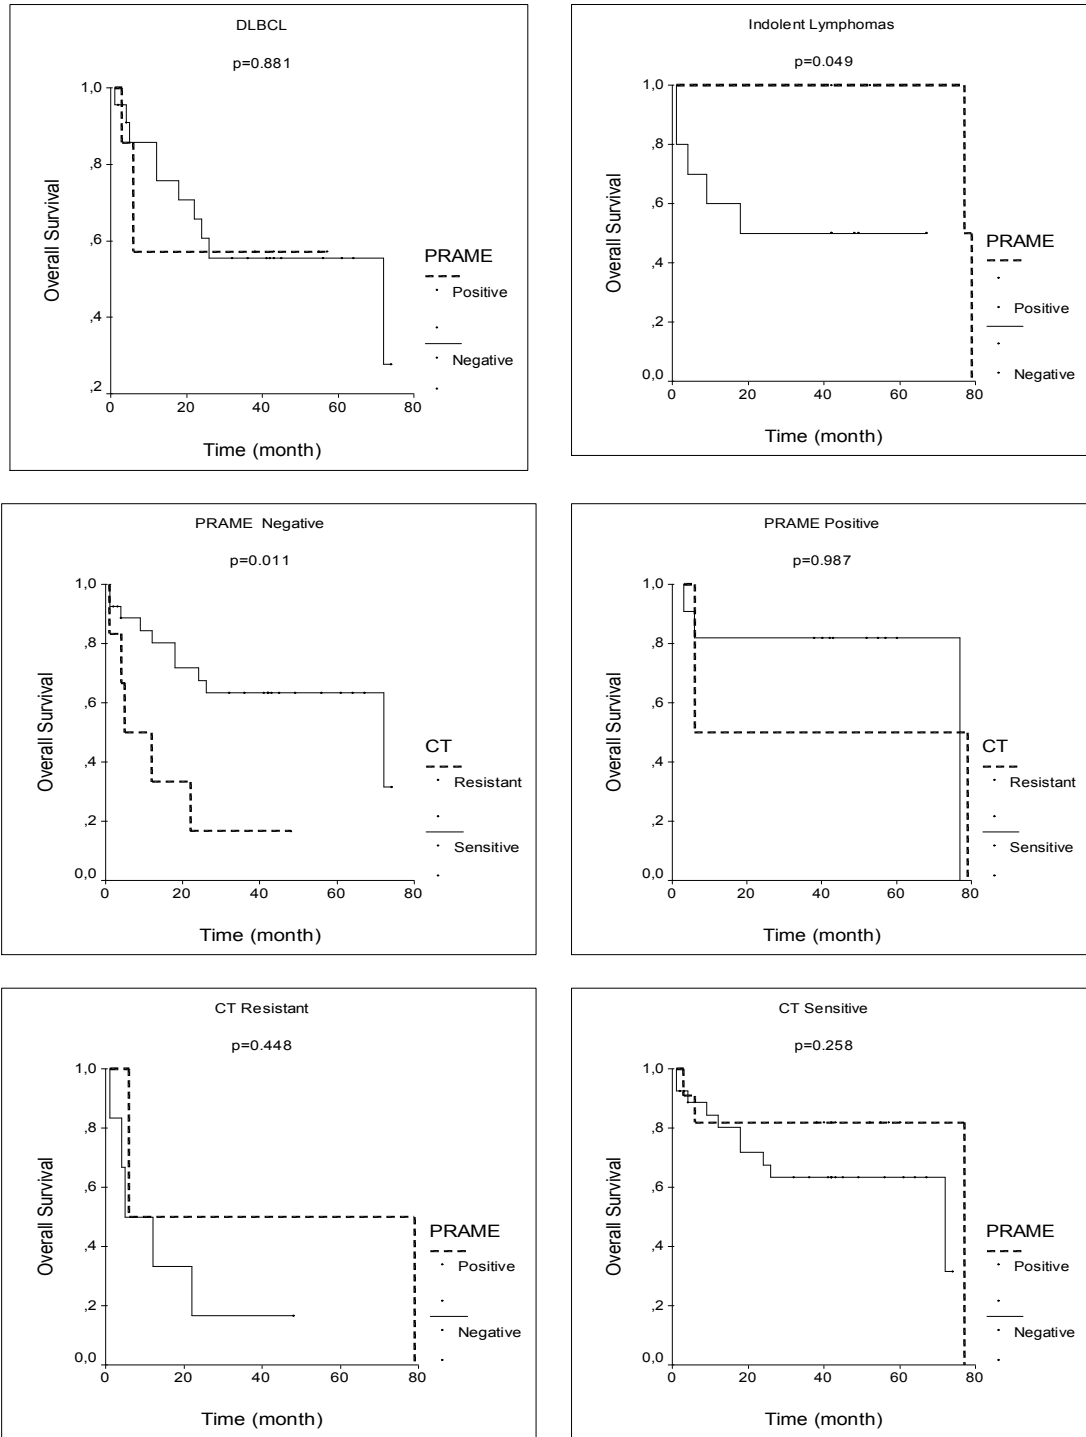 DLBCL
p=0.881
1,0
,8
,6
,4
,2
0 20 40 60 80
Overall Survival
Time (month)
PRAME
Positive
Negative
Indolent Lymphomas
p=0.049
1,0
,8
,6
,4
,2
0,0
0 20 40 60 80
Overall Survival
Time (month)
PRAME
Positive
Negative
PRAME Negative
p=0.011
1,0
,8
,6
,4
,2
0,0
0 20 40 60 80
Overall Survival
Time (month)
CT
Resistant
Sensitive
PRAME Positive
p=0.987
1,0
,8
,6
,4
,2
0,0
0 20 40 60 80
Overall Survival
Time (month)
CT
Resistant
Sensitive
CT Resistant
p=0.448
1,0
,8
,6
,4
,2
0,0
0 20 40 60 80
Overall Survival
Time (month)
PRAME
Positive
Negative
CT Sensitive
p=0.258
1,0
,8
,6
,4
,2
0,0
0 20 40 60 80
Overall Survival
Time (month)
PRAME
Positive
Negative